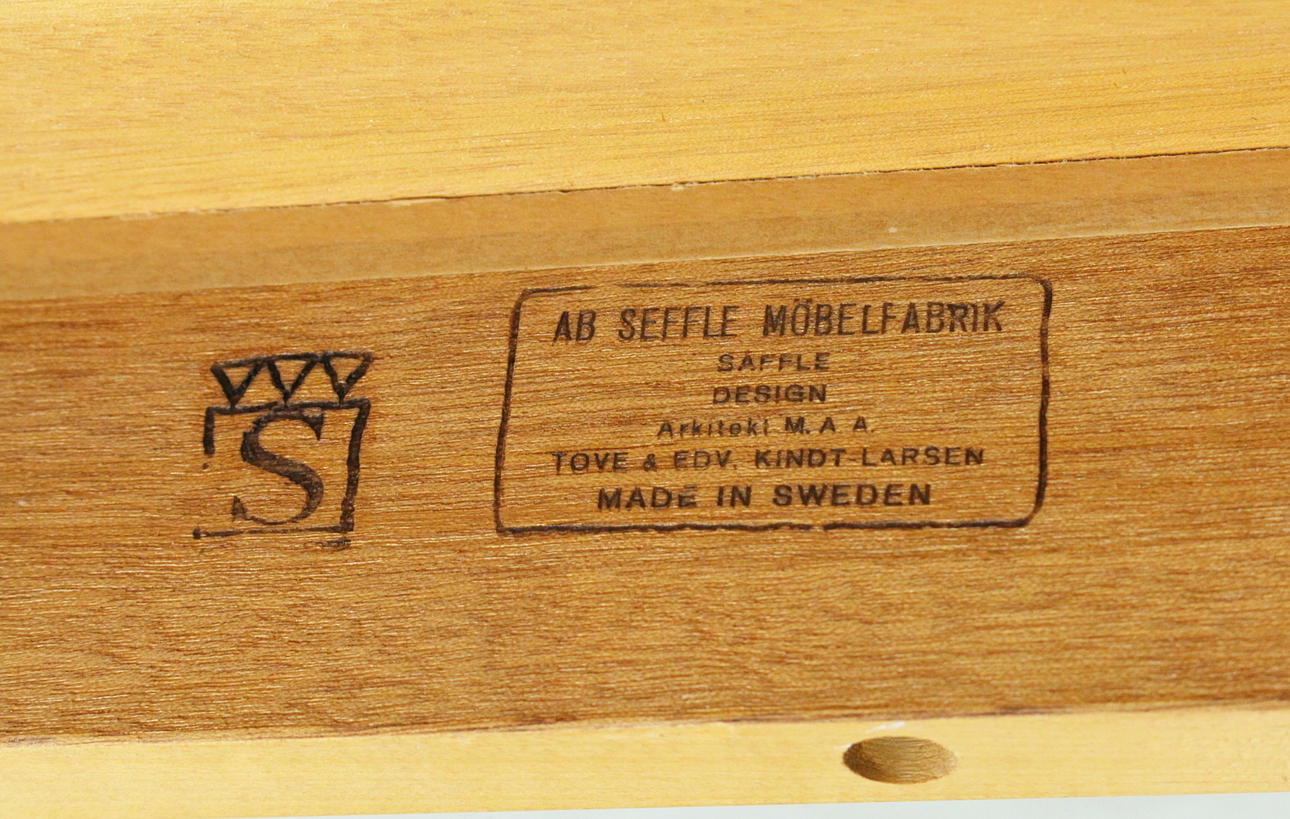 S
AB SEFFLE MÖBELFABRIK
SÄFFLE
DESIGN
Arkitekt M.A.A.
TOVE & EDV. KINDT-LARSEN
MADE IN SWEDEN